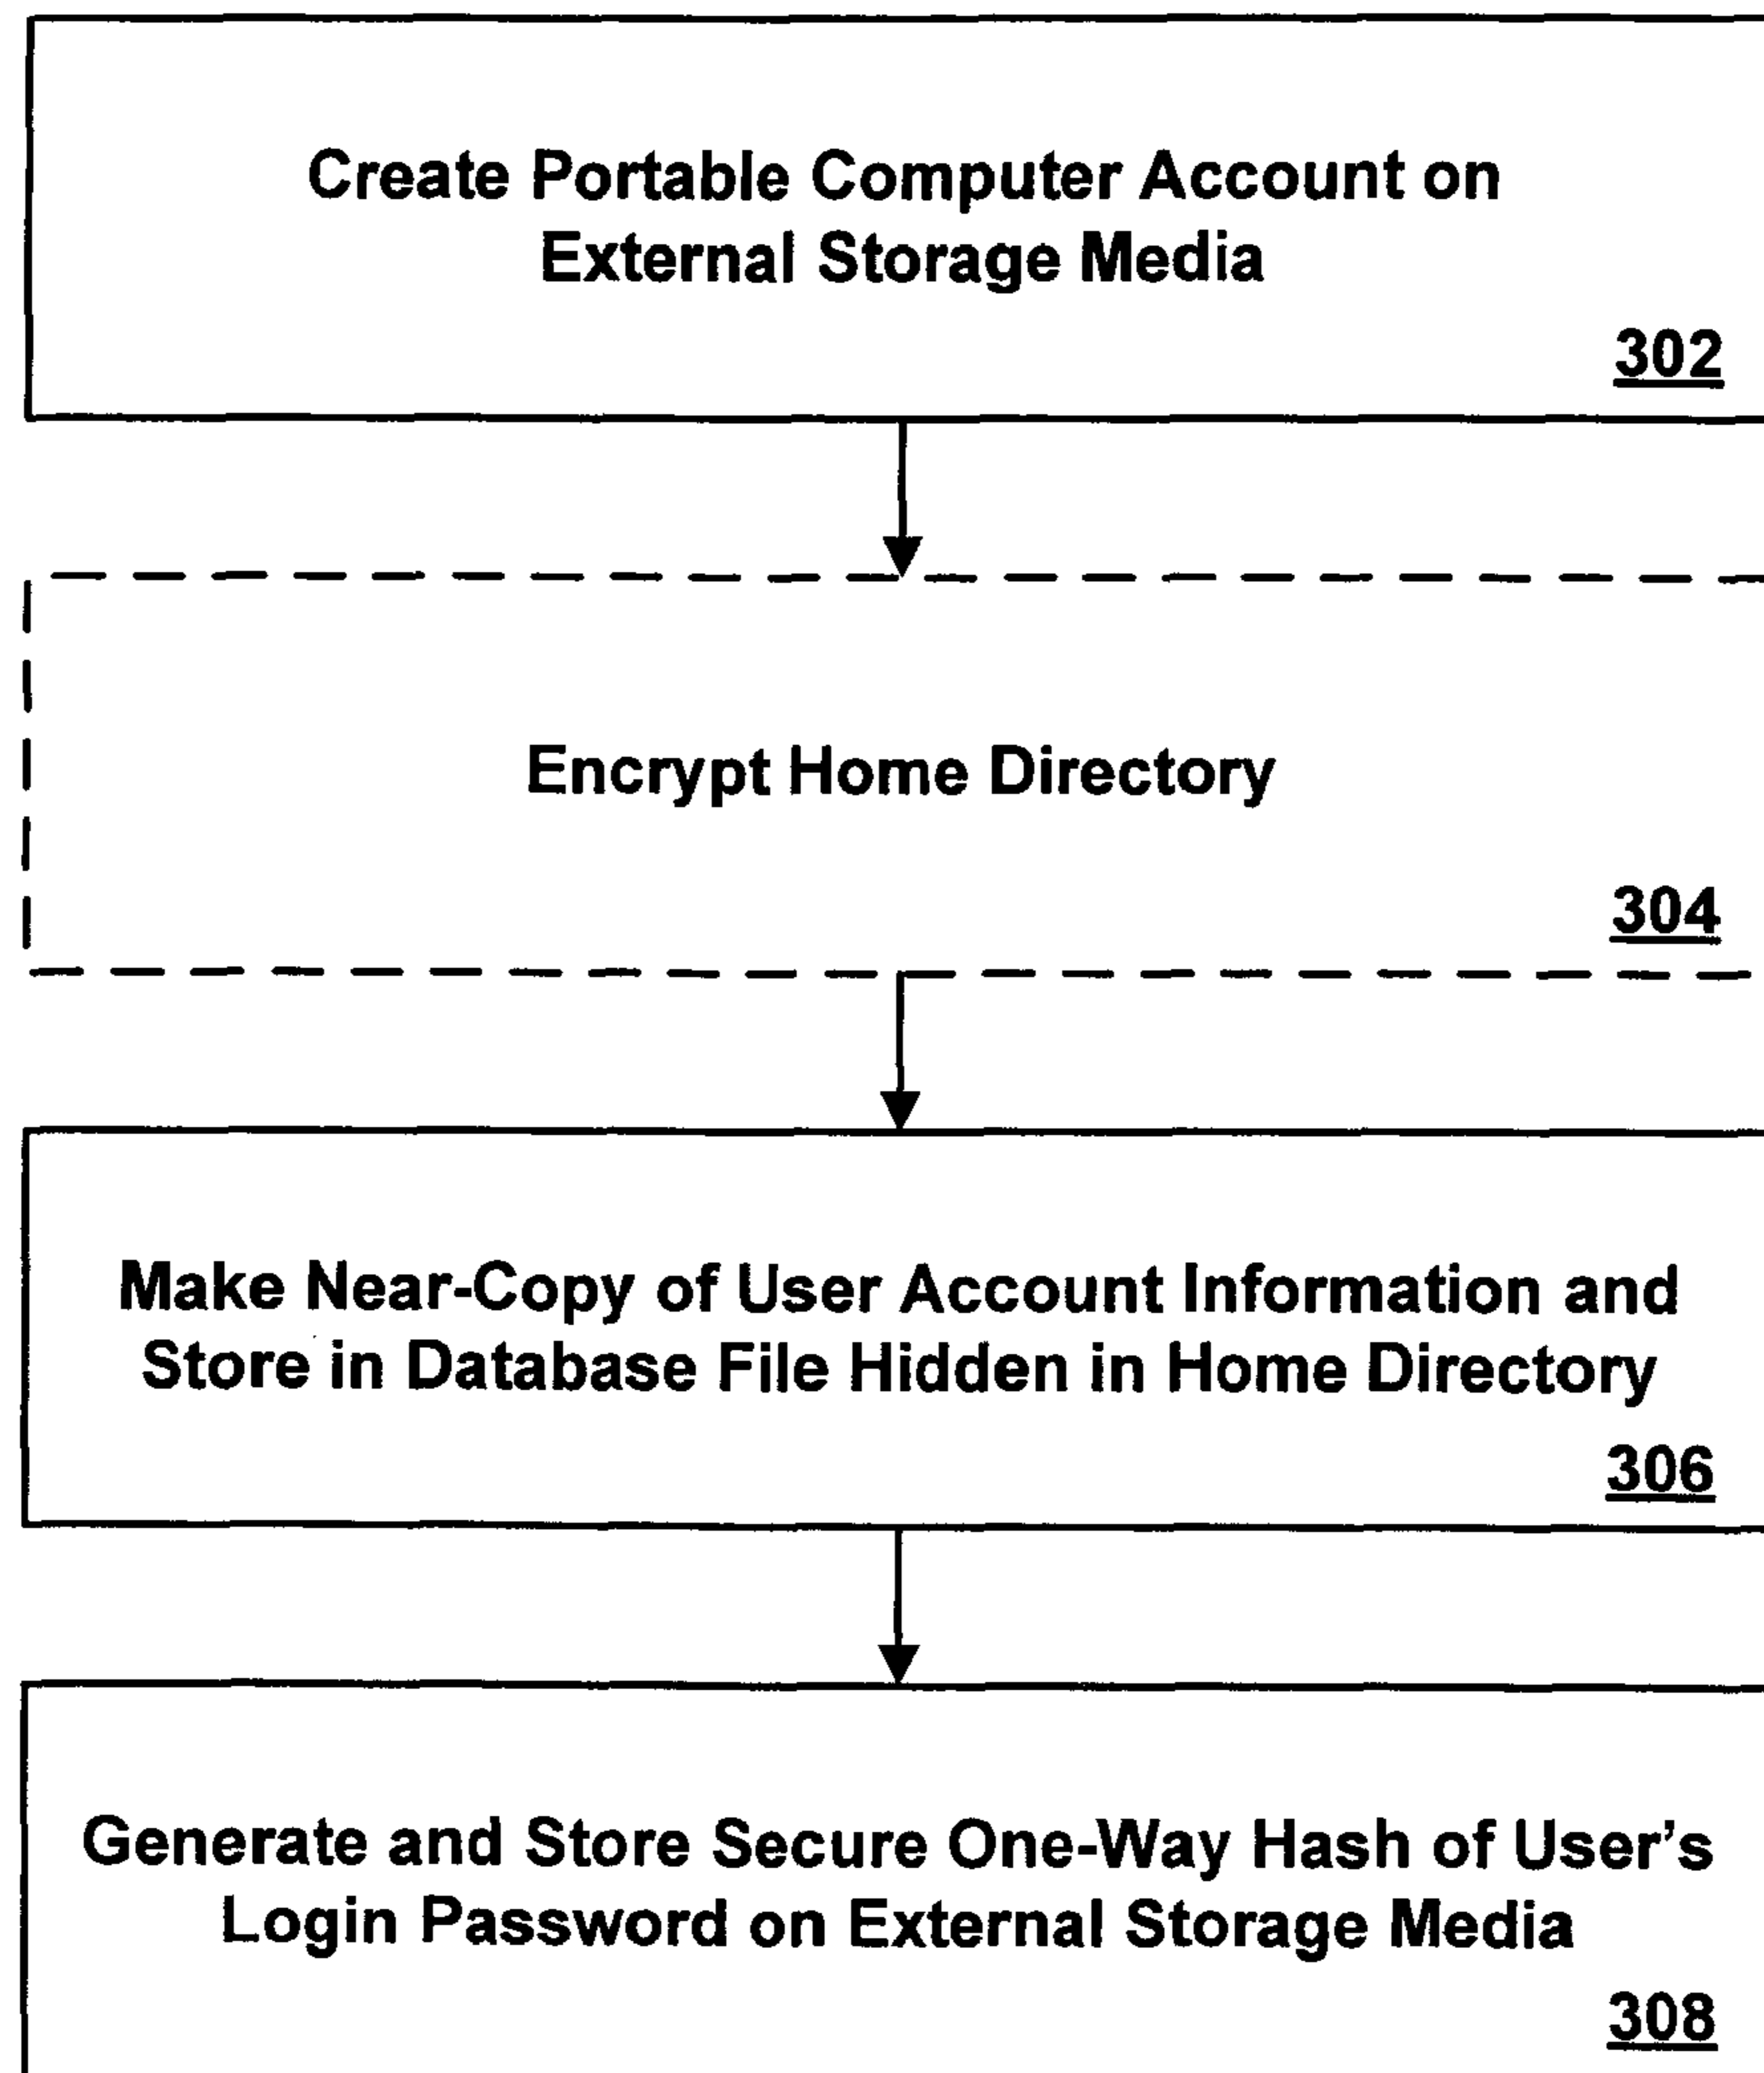 Create Portable Computer Account on
External Storage Media
302
Encrypt Home Directory
304
Make Near-Copy of User Account Information and
Store in Database File Hidden in Home Directory
306
Generate and Store Secure One-Way Hash of User's
Login Password on External Storage Media
308